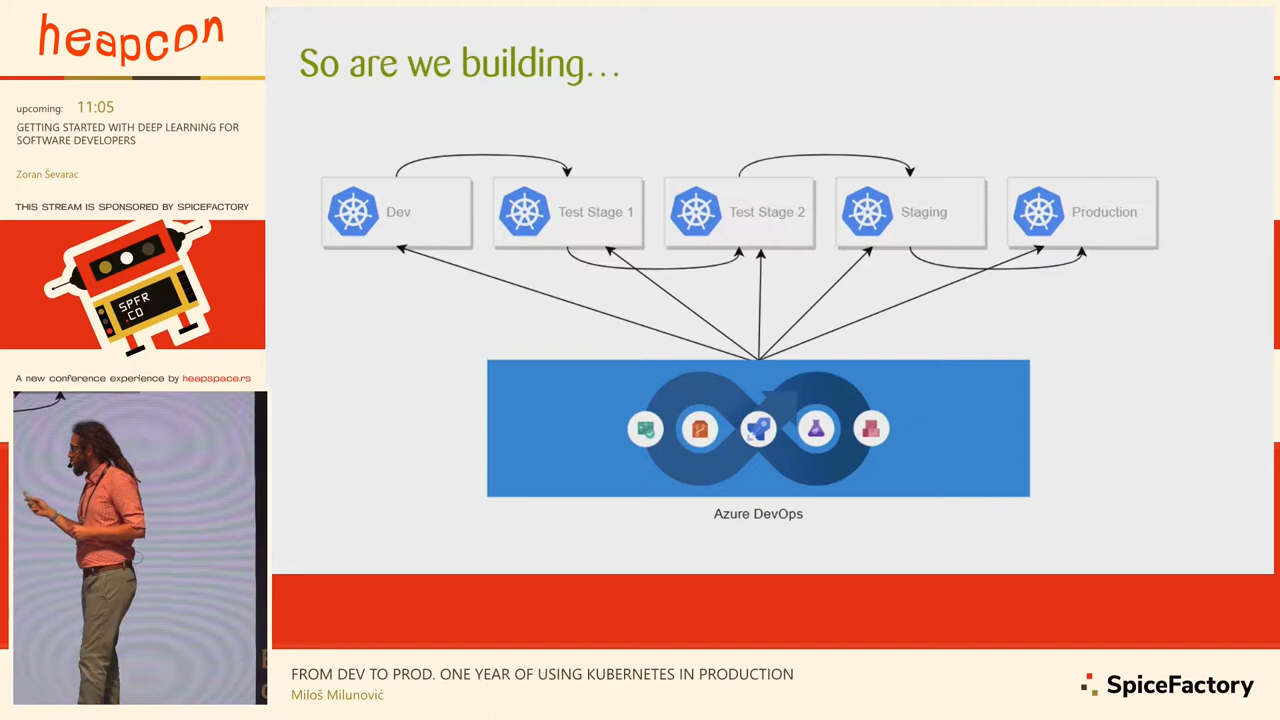 heapcon
upcoming: 11:05
GETTING STARTED WITH DEEP LEARNING FOR
SOFTWARE DEVELOPERS
Zoran Ševarac
THIS STREAM IS SPONSORED BY SPICEFACTORY
SPFR
.CO
A new conference experience by heapspace.rs
So are we building...
Dev
Test Stage 1
Test Stage 2
Staging
Production
Azure DevOps
FROM DEV TO PROD. ONE YEAR OF USING KUBERNETES IN PRODUCTION
Miloš Milunović
SpiceFactory